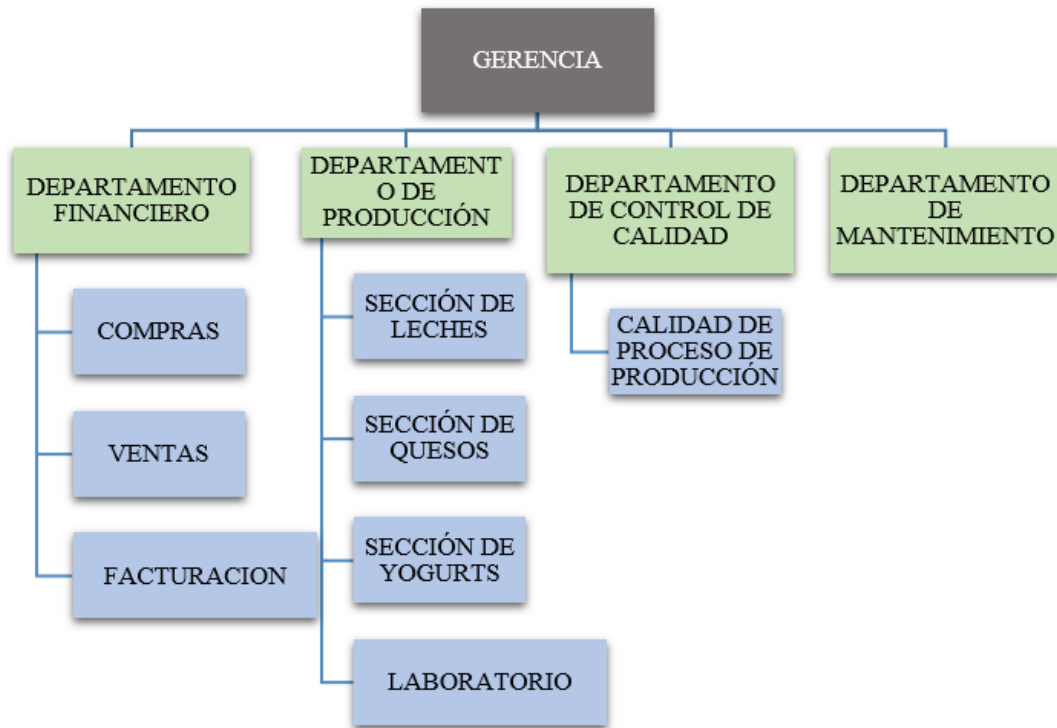 GERENCIA
DEPARTAMENTO
FINANCIERO
COMPRAS
VENTAS
FACTURACION
DEPARTAMENT
O DE
PRODUCCIÓN
SECCIÓN DE
LECHES
SECCIÓN DE
QUESOS
SECCIÓN DE
YOGURTS
LABORATORIO
DEPARTAMENTO
DE CONTROL DE
CALIDAD
CALIDAD DE
PROCESO DE
PRODUCCIÓN
DEPARTAMENTO
DE
MANTENIMIENTO